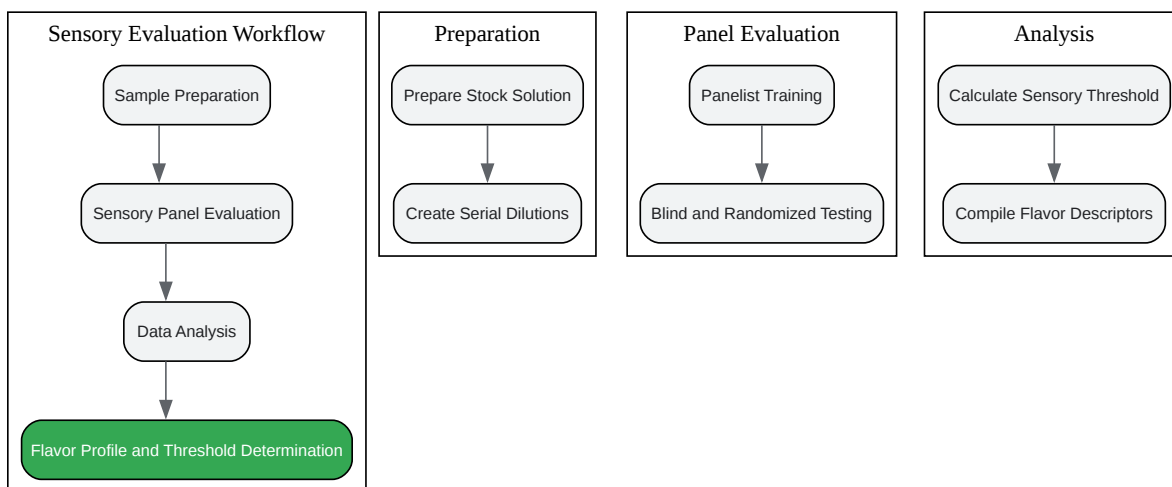 Sensory Evaluation Workflow
Sample Preparation
Sensory Panel Evaluation
Data Analysis
Flavor Profile and Threshold Determination
Preparation
Prepare Stock Solution
Create Serial Dilutions
Panel Evaluation
Panelist Training
Blind and Randomized Testing
Analysis
Calculate Sensory Threshold
Compile Flavor Descriptors